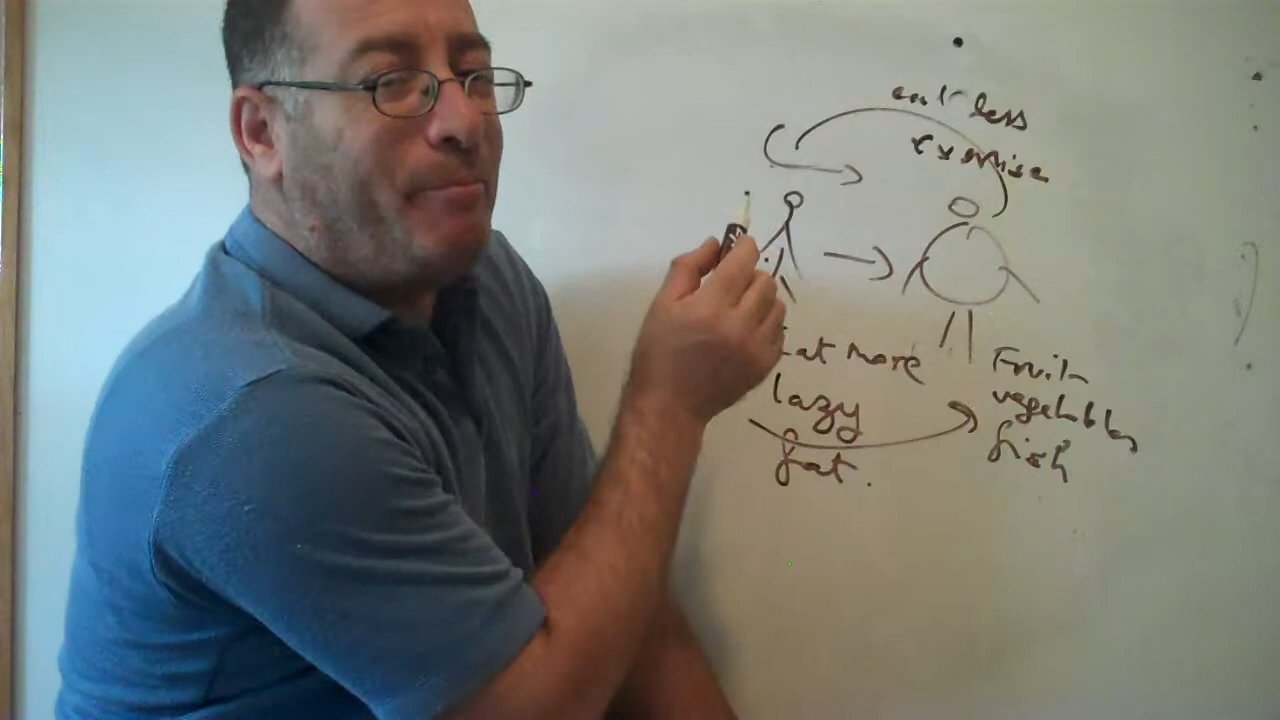 eat less
exercise
Eat more
lazy
fat.
Fruit
vegetables
fish